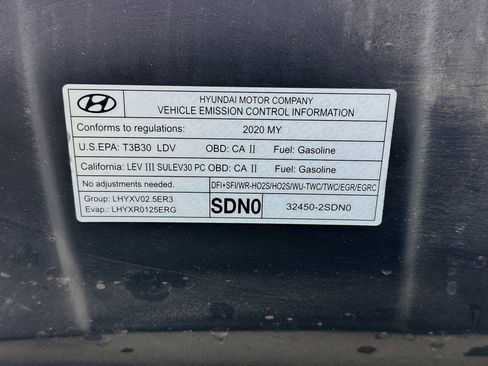 HYUNDAI MOTOR COMPANY
VEHICLE EMISSION CONTROL INFORMATION
Conforms to regulations: 2020 MY
U.S.EPA: T3B30 LDV OBD: CA II Fuel: Gasoline
California: LEV III SULEV30 PC OBD: CA II Fuel: Gasoline
No adjustments needed. DFI+SFI/WR-HO2S/HO2S/WU-TWC/TWC/EGR/EGRC
Group: LHYXV02.5ER3 SDN0 32450-2SDN0
Evap.: LHYXR0125ERG